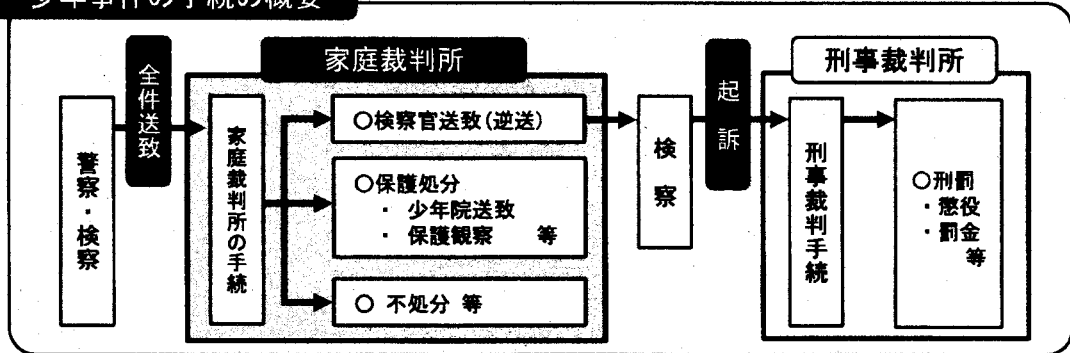 少年事件の手続の概要
警察・検察
全件送致
家庭裁判所
家庭裁判所の手続
○検察官送致(逆送)
○保護処分
・ 少年院送致
・ 保護観察 等
○ 不処分 等
検察
起訴
刑事裁判所
刑事裁判手続
○刑罰
・懲役
・罰金
等